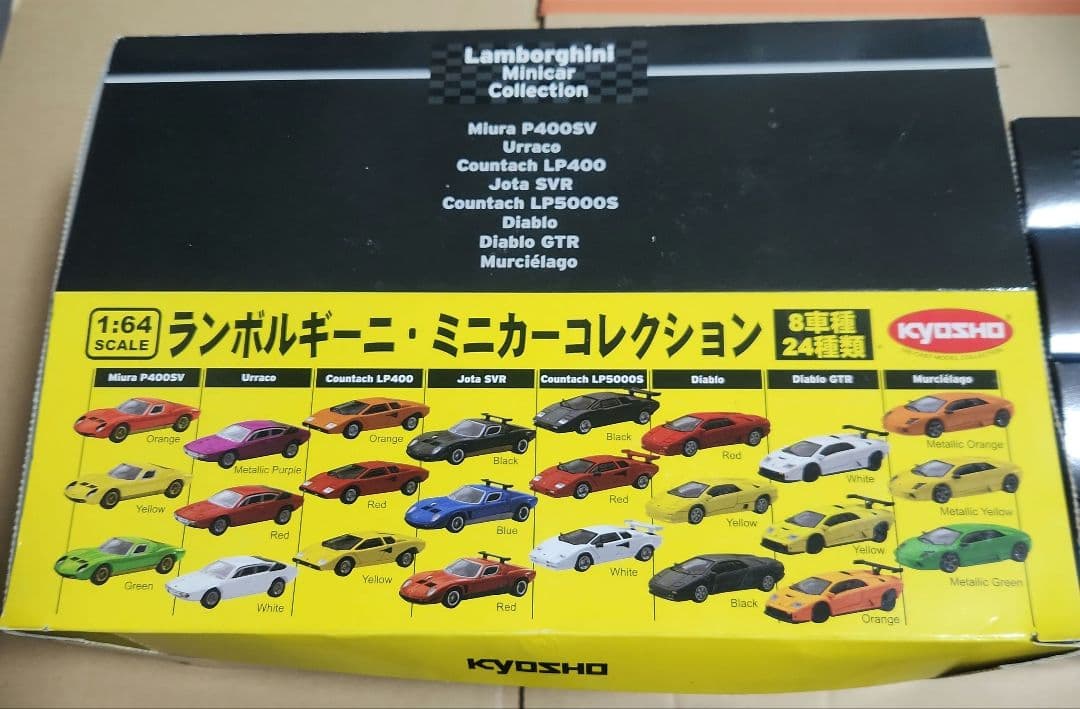 Lamborghini
Minicar
Collection
Miura P400SV
Urraco
Countach LP400
Jota SVR
Countach LP5000S
Diablo
Diablo GTR
Murciélago
1:64
SCALE
ランボルギーニ・ミニカーコレクション
8車種
24種類
KYOSHO
DIE-CAST MODEL COLLECTION
Miura P400SV
Urraco
Countach LP400
Jota SVR
Countach LP5000S
Diablo
Diablo GTR
Murciélago
Orange
Metallic Purple
Orange
Black
Black
Red
White
Metallic Orange
Yellow
Red
Red
Blue
Red
Yellow
Yellow
Metallic Yellow
Green
White
Yellow
Red
White
Black
Orange
Metallic Green
KYOSHO